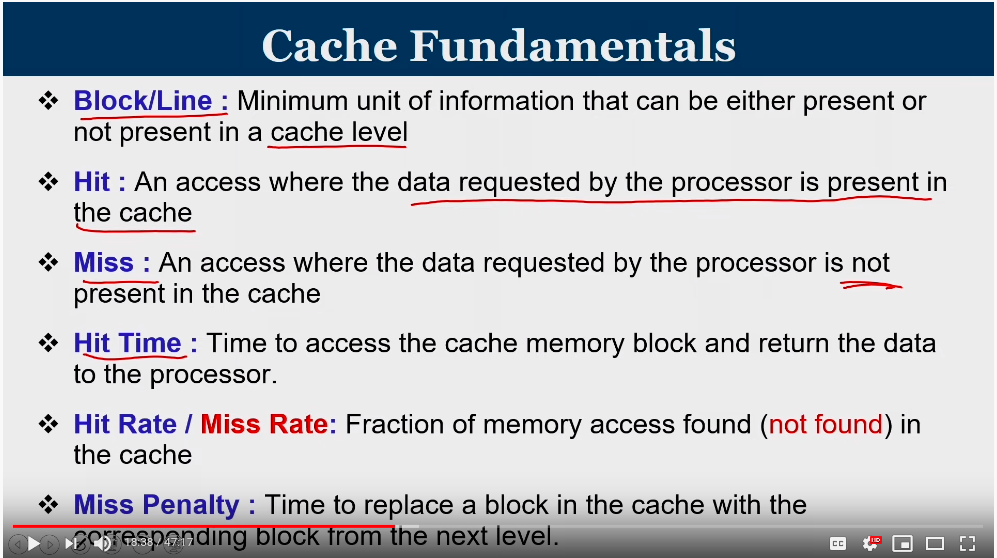 Cache Fundamentals
❖ Block/Line : Minimum unit of information that can be either present or
not present in a cache level
❖ Hit : An access where the data requested by the processor is present in
the cache
❖ Miss : An access where the data requested by the processor is not
present in the cache
❖ Hit Time : Time to access the cache memory block and return the data
to the processor.
❖ Hit Rate / Miss Rate: Fraction of memory access found (not found) in
the cache
❖ Miss Penalty : Time to replace a block in the cache with the
corresponding block from the next level.
18:38 / 47:17
CC
HD